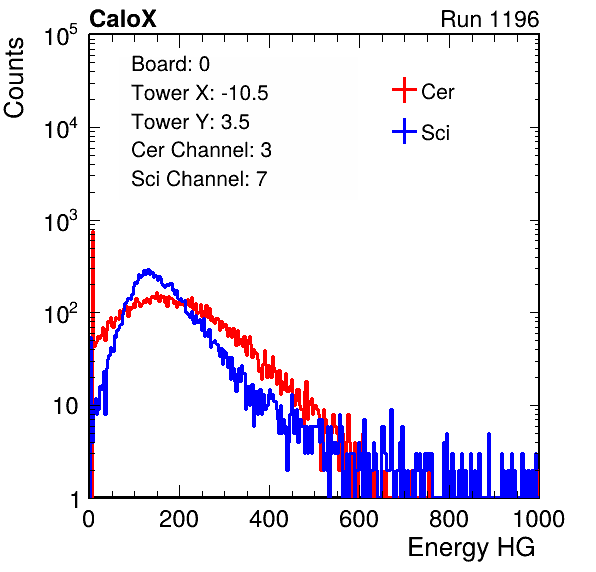 CaloX Run 1196
Counts
10^5
10^4
10^3
10^2
10
1
Board: 0
Tower X: -10.5
Tower Y: 3.5
Cer Channel: 3
Sci Channel: 7
Cer
Sci
0 200 400 600 800 1000
Energy HG